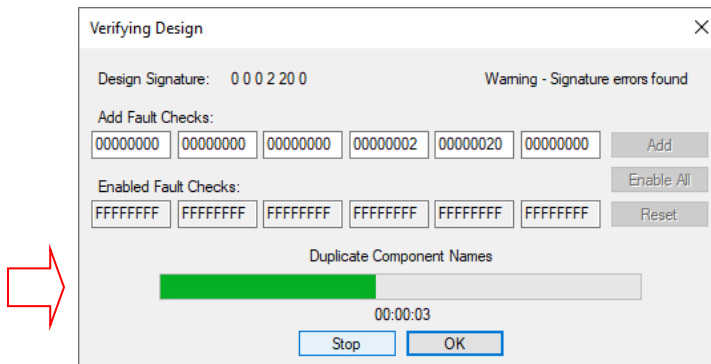 Verifying Design
Design Signature: 0 0 0 2 20 0 Warning - Signature errors found
Add Fault Checks:
00000000 00000000 00000000 00000002 00000020 00000000 Add
Enable All
Enabled Fault Checks:
FFFFFFFF FFFFFFFF FFFFFFFF FFFFFFFF FFFFFFFF FFFFFFFF Reset
Duplicate Component Names
00:00:03
Stop OK